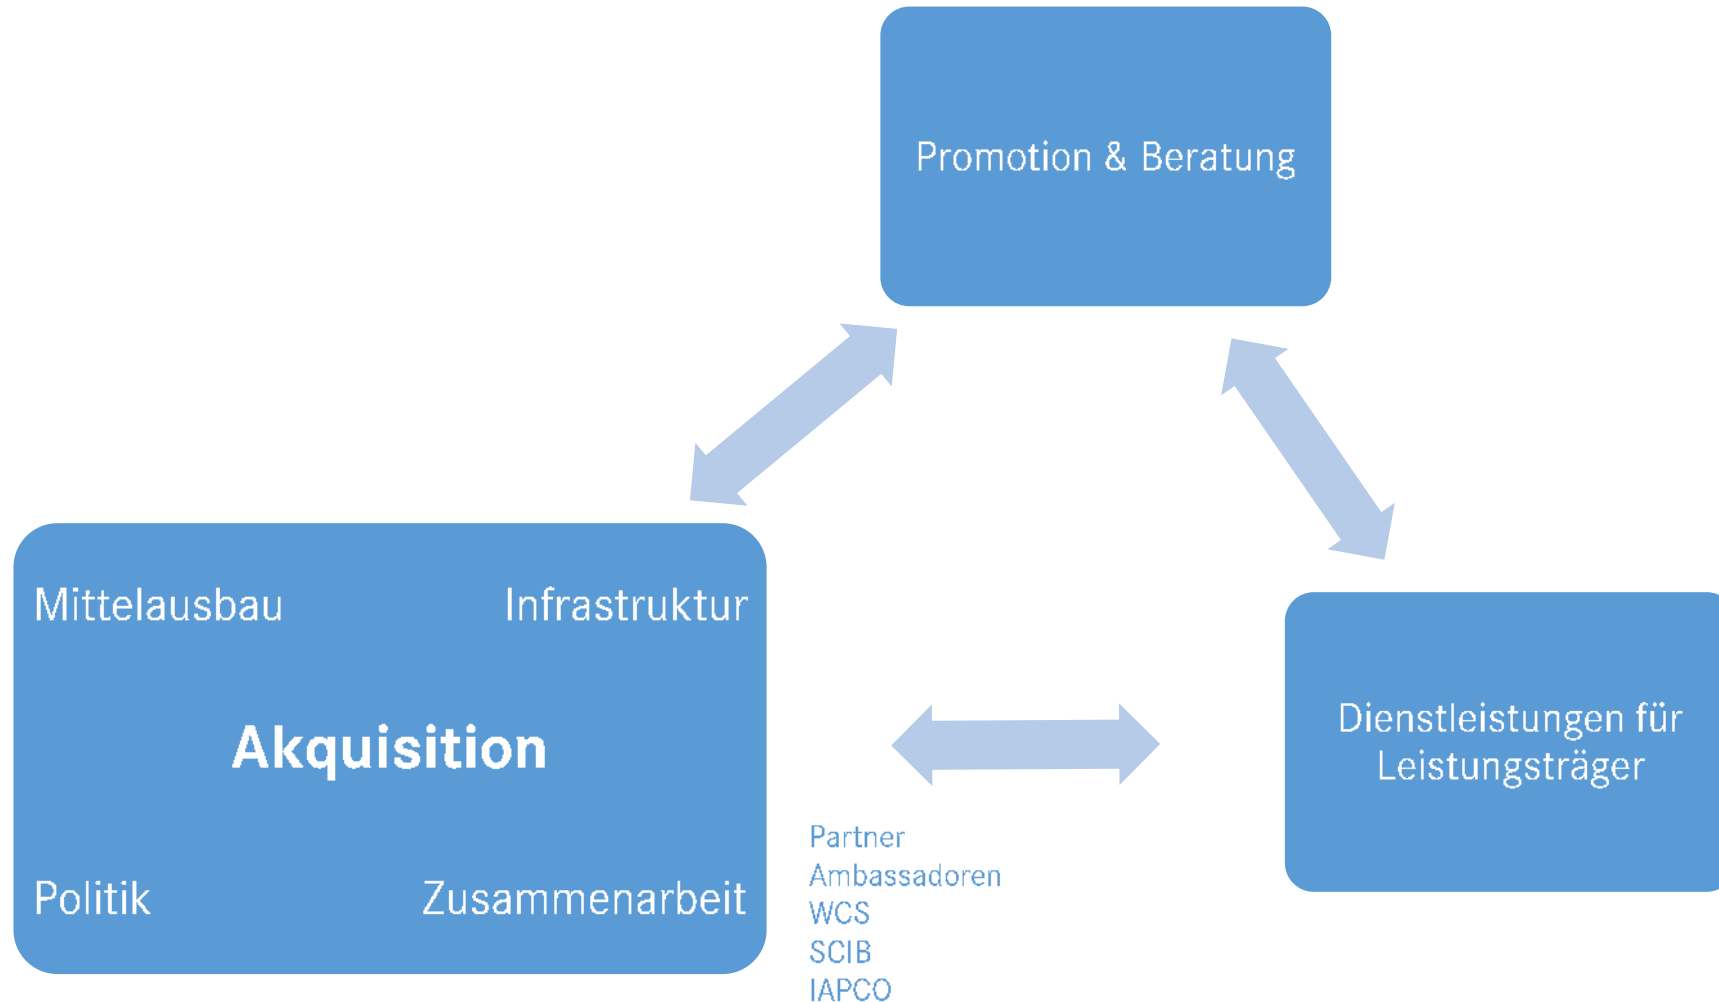 Promotion & Beratung
Mittelausbau
Infrastruktur
Akquisition
Politik
Zusammenarbeit
Dienstleistungen für
Leistungsträger
Partner
Ambassadoren
WCS
SCIB
IAPCO